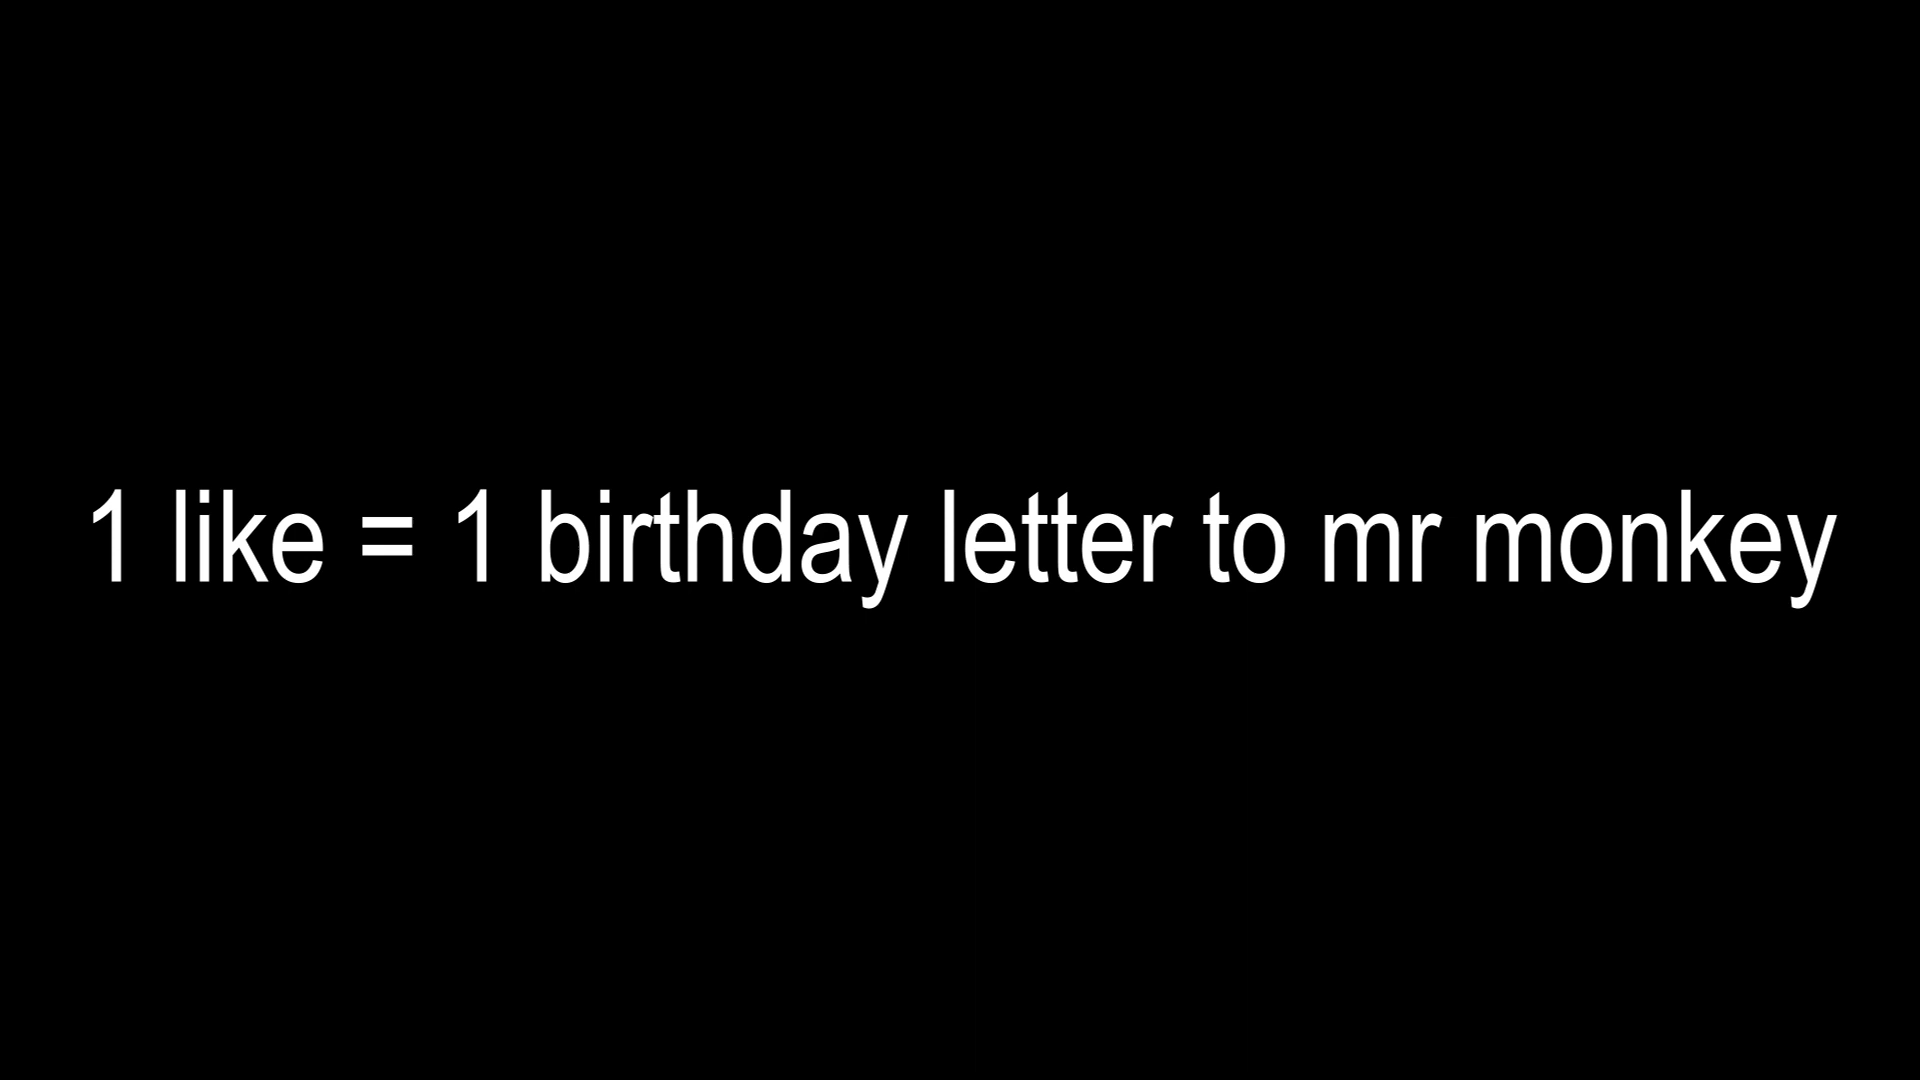 1 like = 1 birthday letter to mr monkey